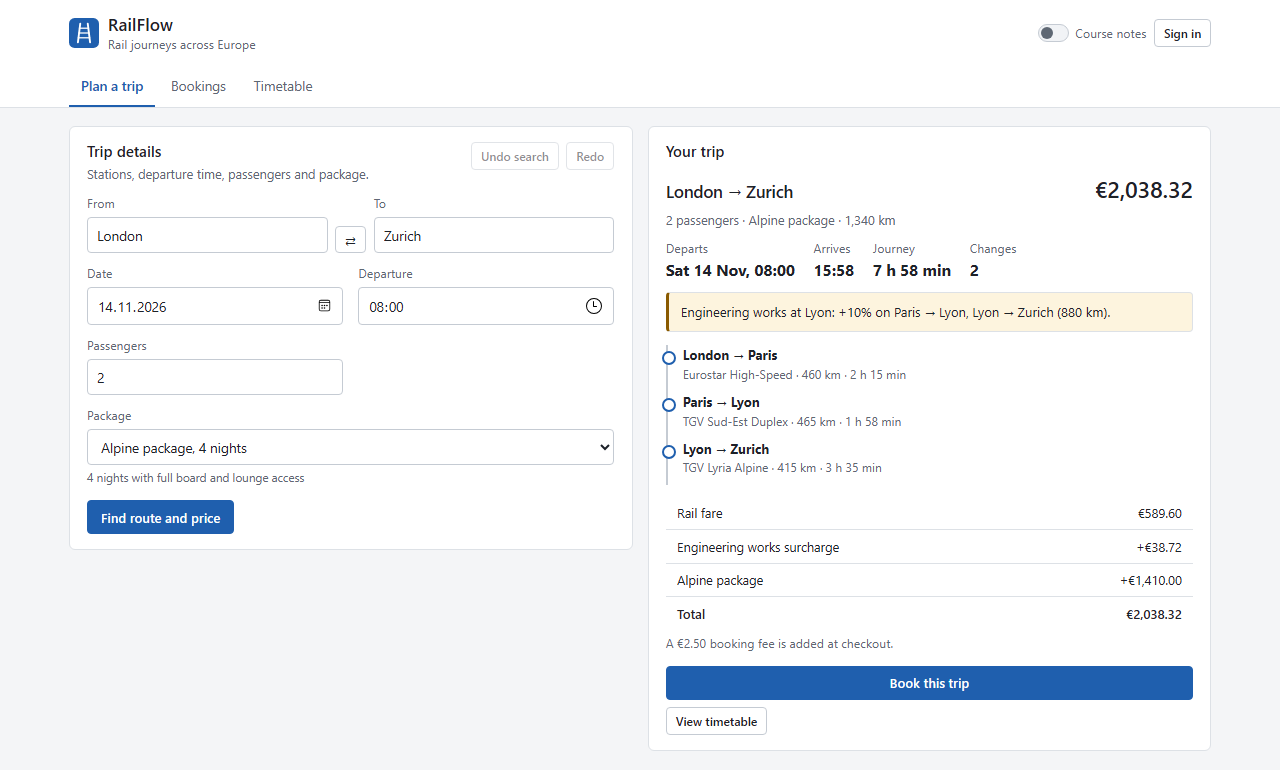 RailFlow
Rail journeys across Europe
Course notes
Sign in
Plan a trip
Bookings
Timetable
Trip details
Stations, departure time, passengers and package.
Undo search
Redo
From
To
London
⇄
Zurich
Date
Departure
14.11.2026
08:00
Passengers
2
Package
Alpine package, 4 nights
4 nights with full board and lounge access
Find route and price
Your trip
London → Zurich
€2,038.32
2 passengers · Alpine package · 1,340 km
Departs
Arrives
Journey
Changes
Sat 14 Nov, 08:00
15:58
7 h 58 min
2
Engineering works at Lyon: +10% on Paris → Lyon, Lyon → Zurich (880 km).
London → Paris
Eurostar High-Speed · 460 km · 2 h 15 min
Paris → Lyon
TGV Sud-Est Duplex · 465 km · 1 h 58 min
Lyon → Zurich
TGV Lyria Alpine · 415 km · 3 h 35 min
Rail fare
€589.60
Engineering works surcharge
+€38.72
Alpine package
+€1,410.00
Total
€2,038.32
A €2.50 booking fee is added at checkout.
Book this trip
View timetable